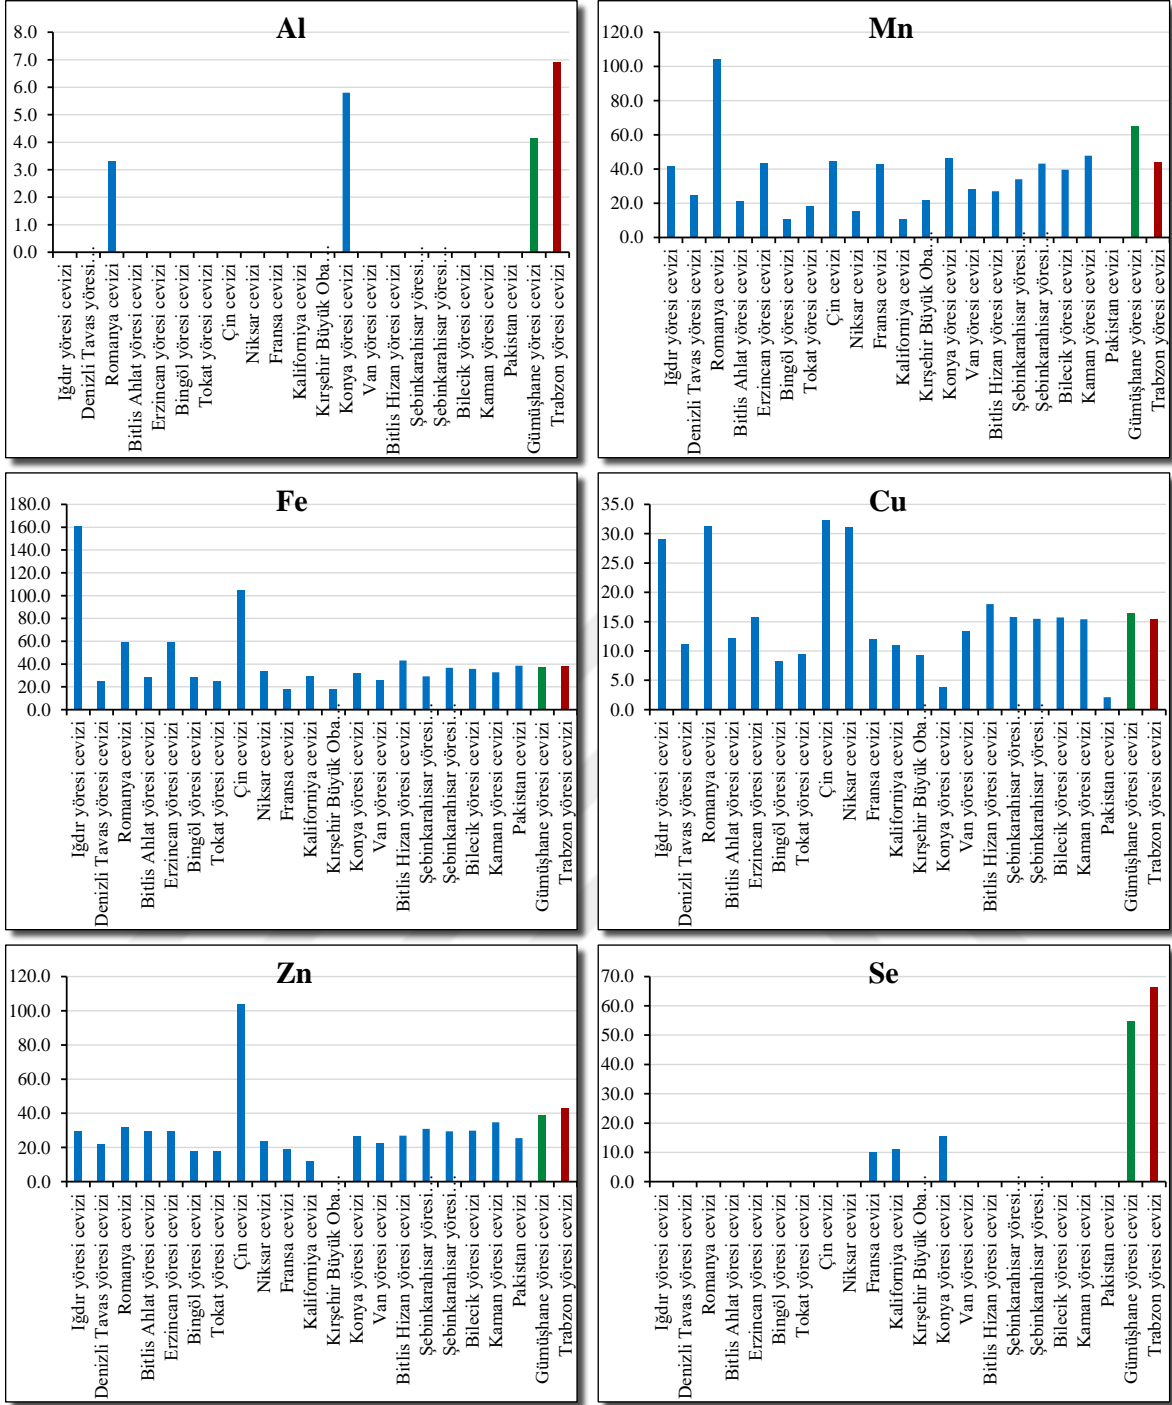 Al
8.0
7.0
6.0
5.0
4.0
3.0
2.0
1.0
0.0
Iğdır yöresi cevizi
Denizli Tavas yöresi…
Romanya cevizi
Bitlis Ahlat yöresi cevizi
Erzincan yöresi cevizi
Bingöl yöresi cevizi
Tokat yöresi cevizi
Çin cevizi
Niksar cevizi
Fransa cevizi
Kaliforniya cevizi
Kırşehir Büyük Oba…
Konya yöresi cevizi
Van yöresi cevizi
Bitlis Hizan yöresi cevizi
Şebinkarahisar yöresi…
Şebinkarahisar yöresi…
Bilecik yöresi cevizi
Kaman yöresi cevizi
Pakistan cevizi
Gümüşhane yöresi cevizi
Trabzon yöresi cevizi
Mn
120.0
100.0
80.0
60.0
40.0
20.0
0.0
Iğdır yöresi cevizi
Denizli Tavas yöresi cevizi
Romanya cevizi
Bitlis Ahlat yöresi cevizi
Erzincan yöresi cevizi
Bingöl yöresi cevizi
Tokat yöresi cevizi
Çin cevizi
Niksar cevizi
Fransa cevizi
Kaliforniya cevizi
Kırşehir Büyük Oba…
Konya yöresi cevizi
Van yöresi cevizi
Bitlis Hizan yöresi cevizi
Şebinkarahisar yöresi…
Şebinkarahisar yöresi…
Bilecik yöresi cevizi
Kaman yöresi cevizi
Pakistan cevizi
Gümüşhane yöresi cevizi
Trabzon yöresi cevizi
Fe
180.0
160.0
140.0
120.0
100.0
80.0
60.0
40.0
20.0
0.0
Iğdır yöresi cevizi
Denizli Tavas yöresi cevizi
Romanya cevizi
Bitlis Ahlat yöresi cevizi
Erzincan yöresi cevizi
Bingöl yöresi cevizi
Tokat yöresi cevizi
Çin cevizi
Niksar cevizi
Fransa cevizi
Kaliforniya cevizi
Kırşehir Büyük Oba…
Konya yöresi cevizi
Van yöresi cevizi
Bitlis Hizan yöresi cevizi
Şebinkarahisar yöresi…
Şebinkarahisar yöresi…
Bilecik yöresi cevizi
Kaman yöresi cevizi
Pakistan cevizi
Gümüşhane yöresi cevizi
Trabzon yöresi cevizi
Cu
35.0
30.0
25.0
20.0
15.0
10.0
5.0
0.0
Iğdır yöresi cevizi
Denizli Tavas yöresi cevizi
Romanya cevizi
Bitlis Ahlat yöresi cevizi
Erzincan yöresi cevizi
Bingöl yöresi cevizi
Tokat yöresi cevizi
Çin cevizi
Niksar cevizi
Fransa cevizi
Kaliforniya cevizi
Kırşehir Büyük Oba…
Konya yöresi cevizi
Van yöresi cevizi
Bitlis Hizan yöresi cevizi
Şebinkarahisar yöresi…
Şebinkarahisar yöresi…
Bilecik yöresi cevizi
Kaman yöresi cevizi
Pakistan cevizi
Gümüşhane yöresi cevizi
Trabzon yöresi cevizi
Zn
120.0
100.0
80.0
60.0
40.0
20.0
0.0
Iğdır yöresi cevizi
Denizli Tavas yöresi cevizi
Romanya cevizi
Bitlis Ahlat yöresi cevizi
Erzincan yöresi cevizi
Bingöl yöresi cevizi
Tokat yöresi cevizi
Çin cevizi
Niksar cevizi
Fransa cevizi
Kaliforniya cevizi
Kırşehir Büyük Oba…
Konya yöresi cevizi
Van yöresi cevizi
Bitlis Hizan yöresi cevizi
Şebinkarahisar yöresi…
Şebinkarahisar yöresi…
Bilecik yöresi cevizi
Kaman yöresi cevizi
Pakistan cevizi
Gümüşhane yöresi cevizi
Trabzon yöresi cevizi
Se
70.0
60.0
50.0
40.0
30.0
20.0
10.0
0.0
Iğdır yöresi cevizi
Denizli Tavas yöresi cevizi
Romanya cevizi
Bitlis Ahlat yöresi cevizi
Erzincan yöresi cevizi
Bingöl yöresi cevizi
Tokat yöresi cevizi
Çin cevizi
Niksar cevizi
Fransa cevizi
Kaliforniya cevizi
Kırşehir Büyük Oba…
Konya yöresi cevizi
Van yöresi cevizi
Bitlis Hizan yöresi cevizi
Şebinkarahisar yöresi…
Şebinkarahisar yöresi…
Bilecik yöresi cevizi
Kaman yöresi cevizi
Pakistan cevizi
Gümüşhane yöresi cevizi
Trabzon yöresi cevizi